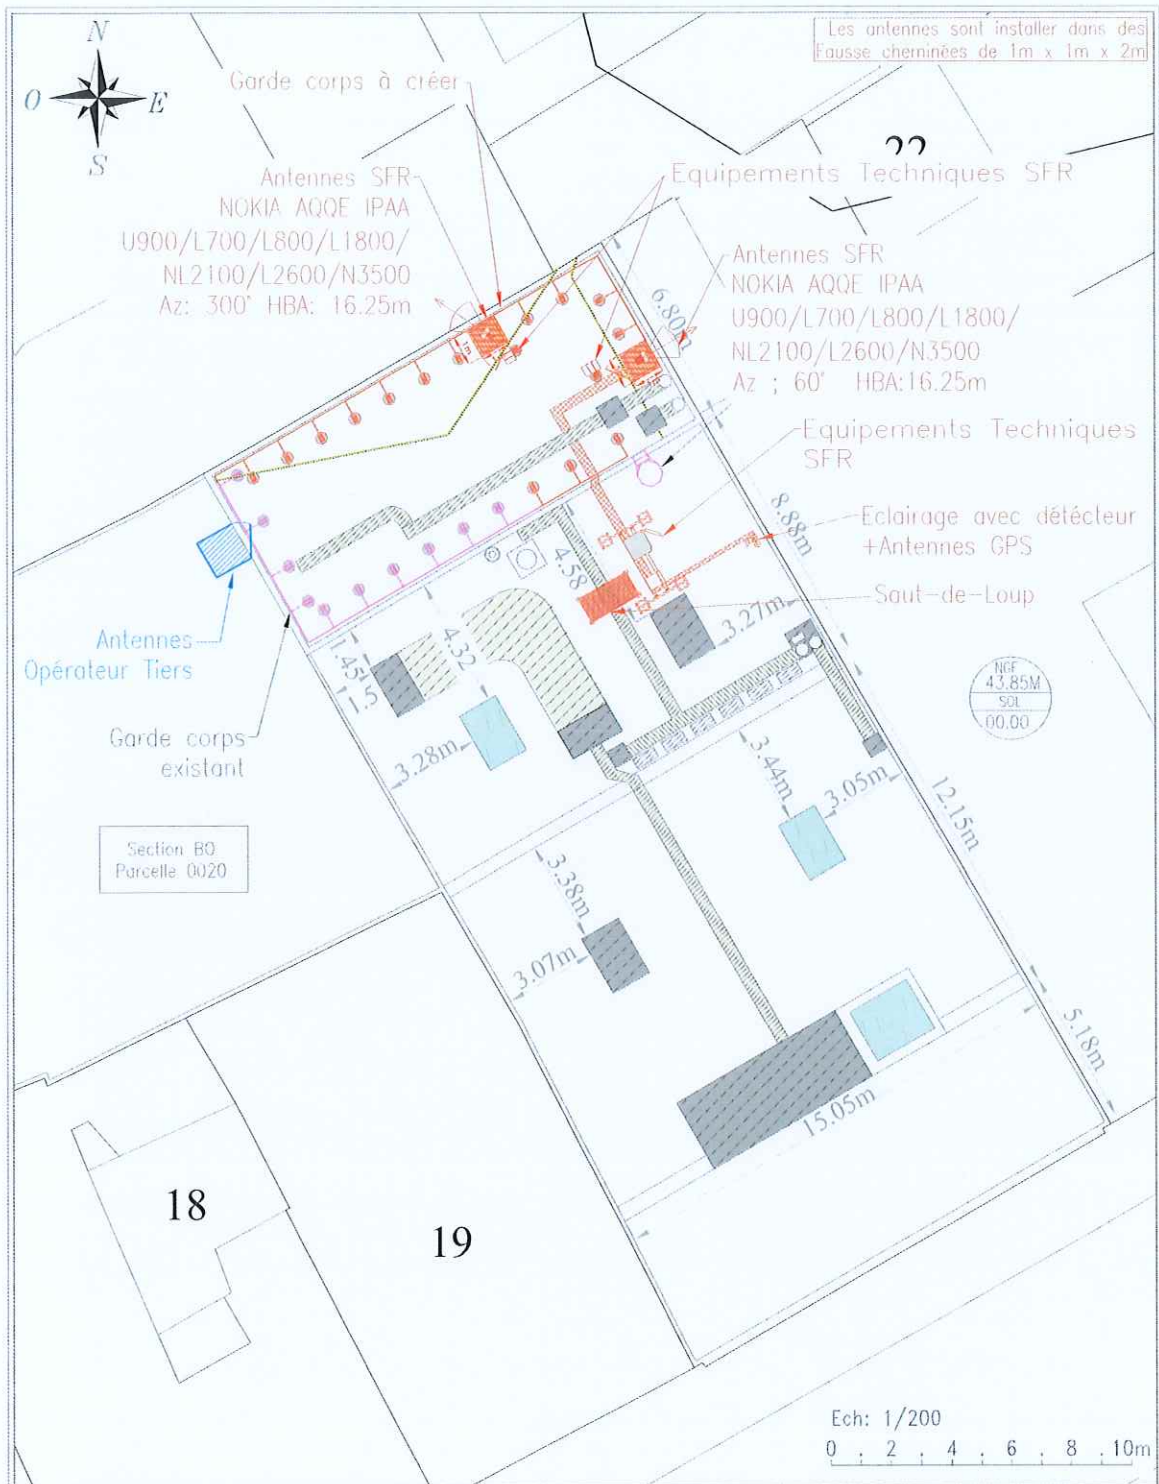 N
O
E
S
Les antennes sont installer dans des
Fausse cheminées de 1m x 1m x 2m
Garde corps à créer
Antennes SFR
NOKIA AQQE IPAA
U900/L700/L800/L1800/
NL2100/L2600/N3500
Az: 300° HBA: 16.25m
Equipements Techniques SFR
Antennes SFR
NOKIA AQQE IPAA
U900/L700/L800/L1800/
NL2100/L2600/N3500
Az ; 60° HBA:16.25m
6.80m
1m
Equipements Techniques
SFR
8.88m
Eclairage avec détécteur
+Antennes GPS
Saut-de-Loup
4.58
3.27m
Antennes
Opérateur Tiers
1.45
1.5
4.32
3.28m
NGF
43.85M
SOL
00.00
Garde corps
existant
3.44m
3.05m
12.15m
Section BO
Parcelle 0020
3.38m
3.07m
5.18m
15.05m
18
19
Ech: 1/200
0 . 2 . 4 . 6 . 8 . 10m